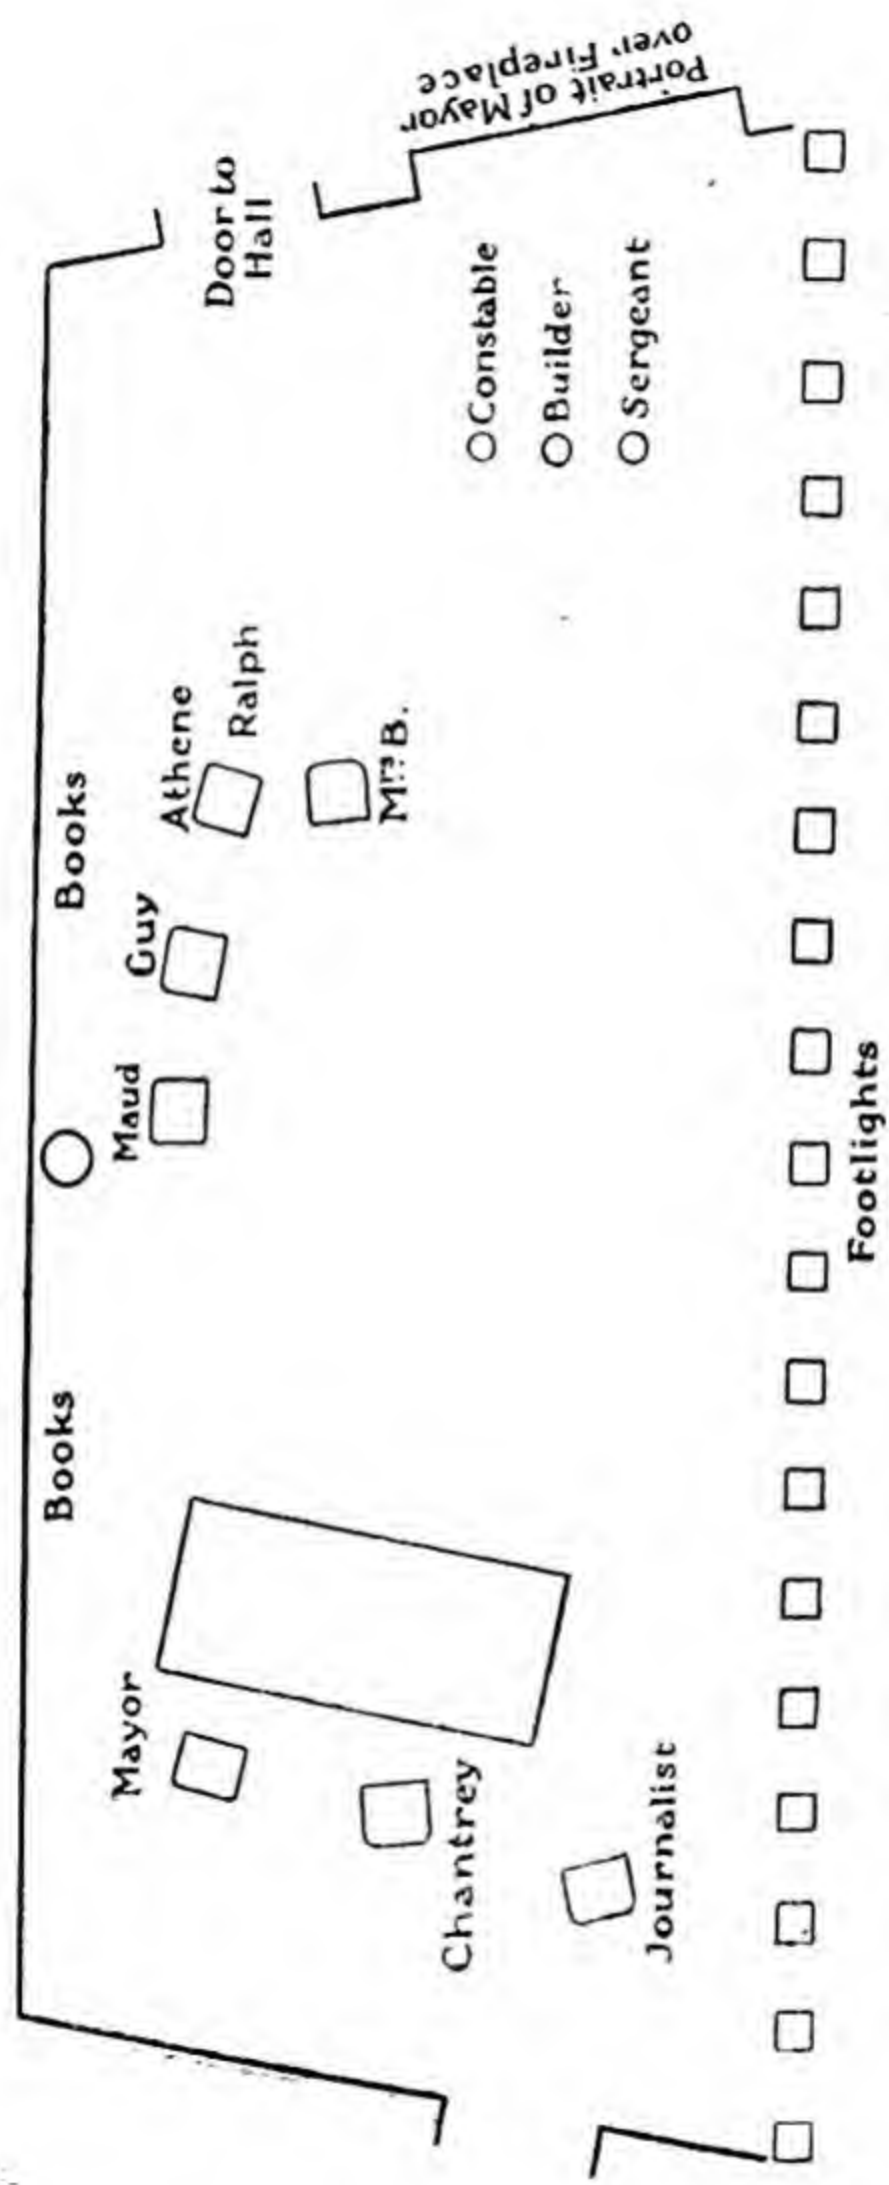 Books
Books
Mayor
Maud
Guy
Athene
Ralph
Mrs B.
Chantrey
Journalist
Door to
Hall
Portrait of Mayor
over Fireplace
Constable
Builder
Sergeant
Footlights